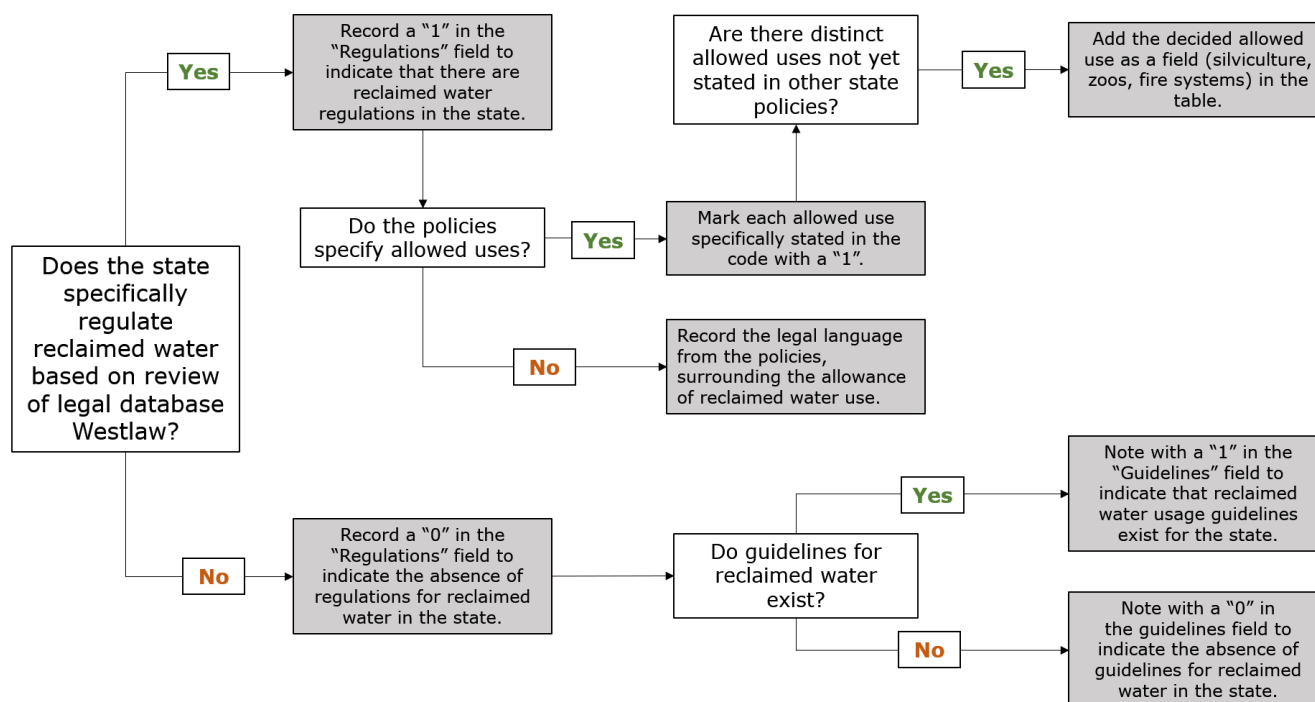 Does the state
specifically
regulate
reclaimed water
based on review
of legal database
Westlaw?
Yes
Record a “1” in the
“Regulations” field to
indicate that there are
reclaimed water
regulations in the state.
Do the policies
specify allowed uses?
Yes
Mark each allowed use
specifically stated in the
code with a “1”.
Are there distinct
allowed uses not yet
stated in other state
policies?
Yes
Add the decided allowed
use as a field (silviculture,
zoos, fire systems) in the
table.
No
Record the legal language
from the policies,
surrounding the allowance
of reclaimed water use.
No
Record a “0” in the
“Regulations” field to
indicate the absence of
regulations for reclaimed
water in the state.
Do guidelines for
reclaimed water
exist?
Yes
Note with a “1” in the
“Guidelines” field to
indicate that reclaimed
water usage guidelines
exist for the state.
No
Note with a “0” in
the guidelines field to
indicate the absence of
guidelines for reclaimed
water in the state.